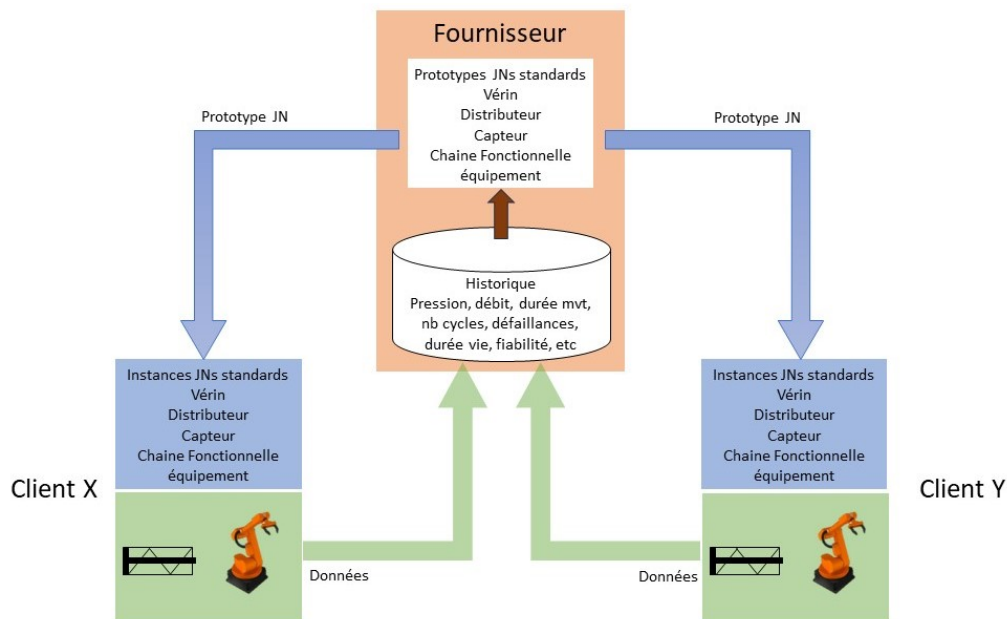 Fournisseur
Prototypes JNs standards
Vérin
Distributeur
Capteur
Chaine Fonctionnelle
équipement
Prototype JN
Prototype JN
Historique
Pression, débit, durée mvt,
nb cycles, défaillances,
durée vie, fiabilité, etc
Instances JNs standards
Vérin
Distributeur
Capteur
Chaine Fonctionnelle
équipement
Client X
Instances JNs standards
Vérin
Distributeur
Capteur
Chaine Fonctionnelle
équipement
Client Y
Données
Données